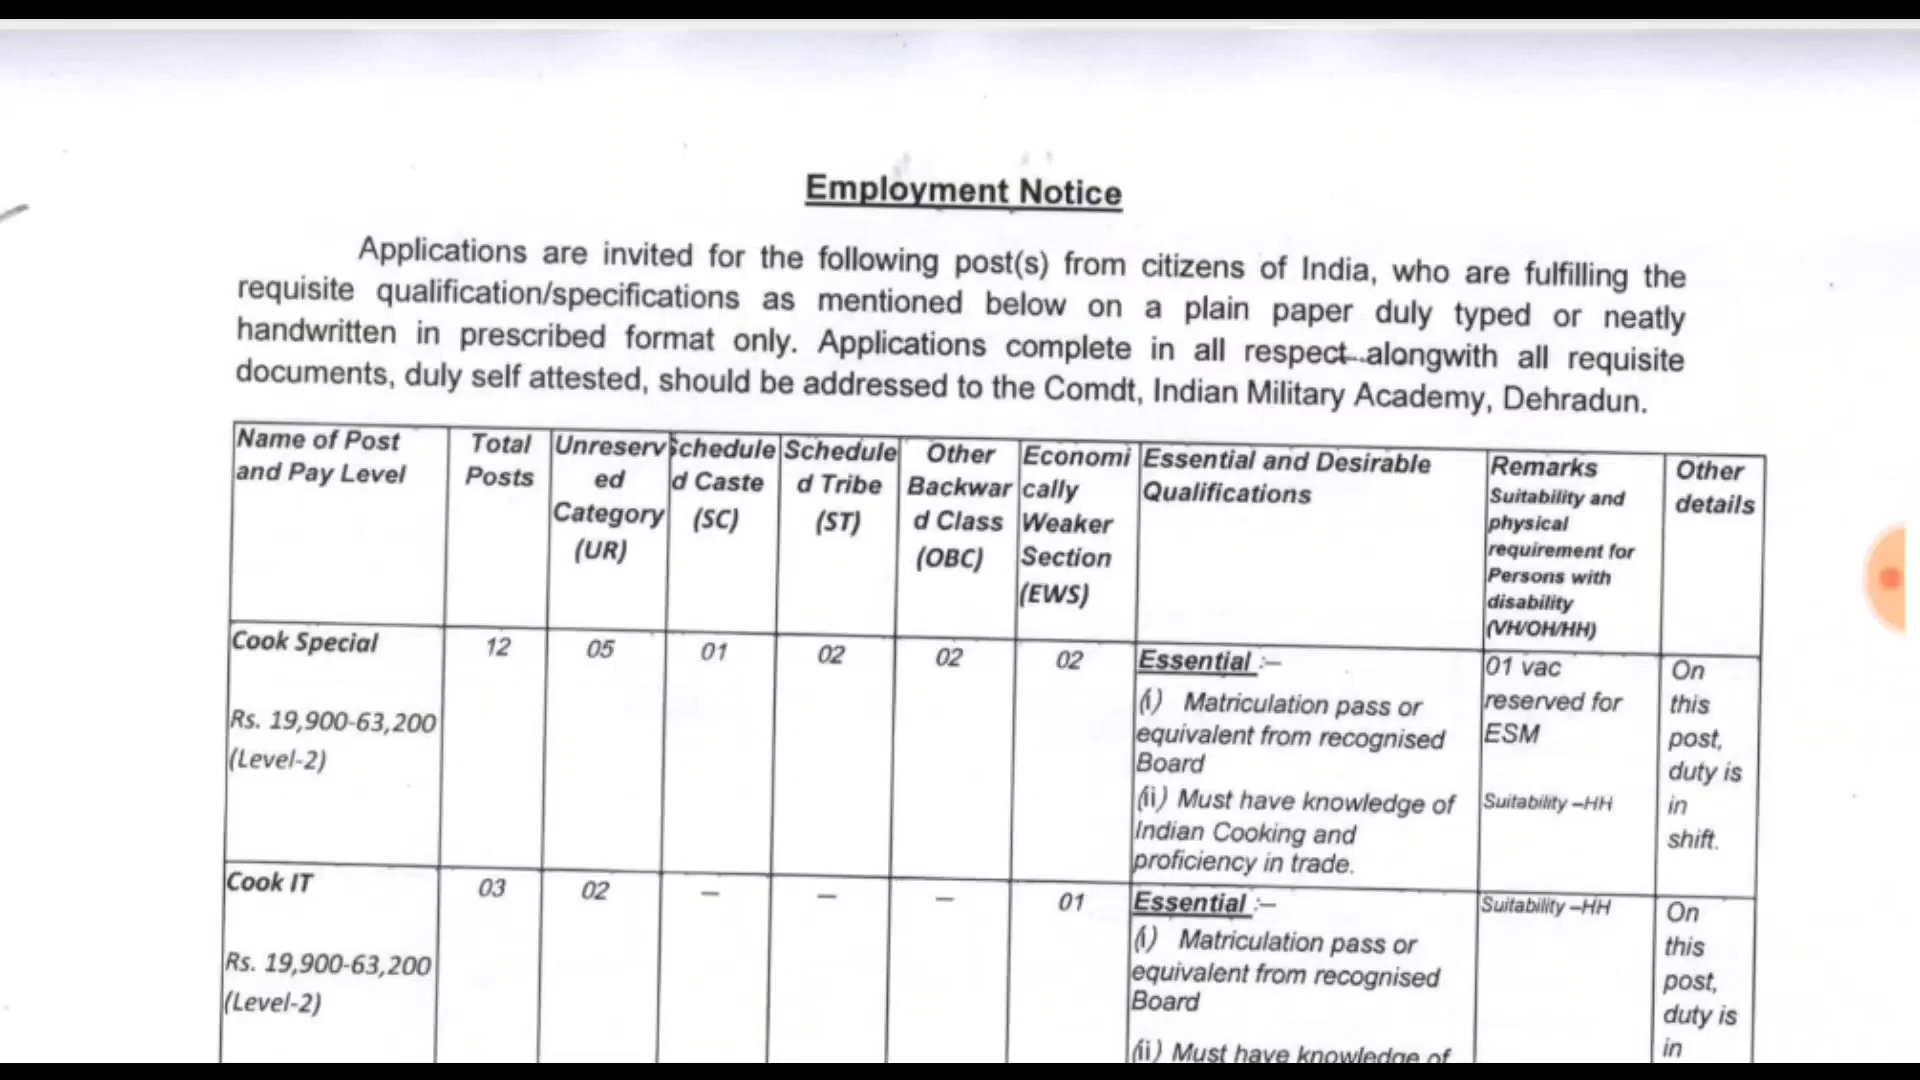 Employment Notice
Applications are invited for the following post(s) from citizens of India, who are fulfilling the
requisite qualification/specifications as mentioned below on a plain paper duly typed or neatly
handwritten in prescribed format only. Applications complete in all respect alongwith all requisite
documents, duly self attested, should be addressed to the Comdt, Indian Military Academy, Dehradun.
Name of Post
and Pay Level
Total
Posts
Unreserv
ed
Category
(UR)
Schedule
d Caste
(SC)
Schedule
d Tribe
(ST)
Other
Backwar
d Class
(OBC)
Economi
cally
Weaker
Section
(EWS)
Essential and Desirable
Qualifications
Remarks
Suitability and
physical
requirement for
Persons with
disability
(VH/OH/HH)
Other
details
Cook Special
Rs. 19,900-63,200
(Level-2)
12
05
01
02
02
02
Essential :–
(i) Matriculation pass or
equivalent from recognised
Board
(ii) Must have knowledge of
Indian Cooking and
proficiency in trade.
01 vac
reserved for
ESM
Suitability –HH
On
this
post,
duty is
in
shift.
Cook IT
Rs. 19,900-63,200
(Level-2)
03
02
–
–
–
01
Essential :–
(i) Matriculation pass or
equivalent from recognised
Board
(ii) Must have knowledge of
Suitability –HH
On
this
post,
duty is
in